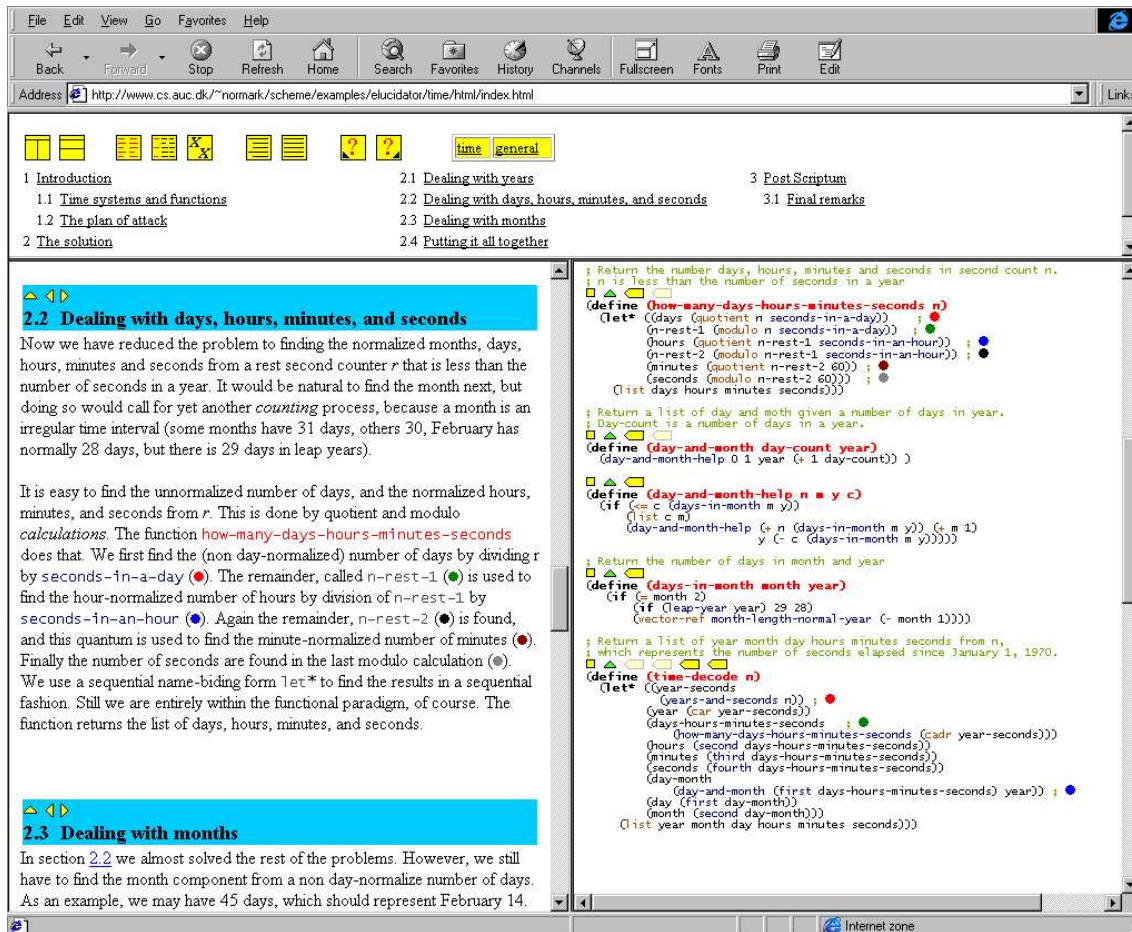 File Edit View Go Favorites Help
Back Forward Stop Refresh Home Search Favorites History Channels Fullscreen Fonts Print Edit
Address http://www.cs.auc.dk/~normark/scheme/examples/elucidator/time/html/index.html Link
X X ? ? time general
1 Introduction
1.1 Time systems and functions
1.2 The plan of attack
2 The solution
2.1 Dealing with years
2.2 Dealing with days, hours, minutes, and seconds
2.3 Dealing with months
2.4 Putting it all together
3 Post Scriptum
3.1 Final remarks
2.2 Dealing with days, hours, minutes, and seconds
Now we have reduced the problem to finding the normalized months, days,
hours, minutes and seconds from a rest second counter r that is less than the
number of seconds in a year. It would be natural to find the month next, but
doing so would call for yet another counting process, because a month is an
irregular time interval (some months have 31 days, others 30, February has
normally 28 days, but there is 29 days in leap years).
It is easy to find the unnormalized number of days, and the normalized hours,
minutes, and seconds from r. This is done by quotient and modulo
calculations. The function how-many-days-hours-minutes-seconds
does that. We first find the (non day-normalized) number of days by dividing r
by seconds-in-a-day (●). The remainder, called n-rest-1 (●) is used to
find the hour-normalized number of hours by division of n-rest-1 by
seconds-in-an-hour (●). Again the remainder, n-rest-2 (●) is found,
and this quantum is used to find the minute-normalized number of minutes (●).
Finally the number of seconds are found in the last modulo calculation (●).
We use a sequential name-biding form let* to find the results in a sequential
fashion. Still we are entirely within the functional paradigm, of course. The
function returns the list of days, hours, minutes, and seconds.
2.3 Dealing with months
In section 2.2 we almost solved the rest of the problems. However, we still
have to find the month component from a non day-normalize number of days.
As an example, we may have 45 days, which should represent February 14.
; Return the number days, hours, minutes and seconds in second count n.
; n is less than the number of seconds in a year
(define (how-many-days-hours-minutes-seconds n)
(let* ((days (quotient n seconds-in-a-day)) ; ●
(n-rest-1 (modulo n seconds-in-a-day)) ; ●
(hours (quotient n-rest-1 seconds-in-an-hour)) ; ●
(n-rest-2 (modulo n-rest-1 seconds-in-an-hour)) ; ●
(minutes (quotient n-rest-2 60)) ; ●
(seconds (modulo n-rest-2 60))) ; ●
(list days hours minutes seconds)))
; Return a list of day and moth given a number of days in year.
; Day-count is a number of days in a year.
(define (day-and-month day-count year)
(day-and-month-help 0 1 year (+ 1 day-count)) )
(define (day-and-month-help n m y c)
(if (<= c (days-in-month m y))
(list c m)
(day-and-month-help (+ n (days-in-month m y)) (+ m 1)
y (- c (days-in-month m y)))))
; Return the number of days in month and year
(define (days-in-month month year)
(if (= month 2)
(if (leap-year year) 29 28)
(vector-ref month-length-normal-year (- month 1))))
; Return a list of year month day hours minutes seconds from n,
; which represents the number of seconds elapsed since January 1, 1970.
(define (time-decode n)
(let* ((year-seconds
(years-and-seconds n)) ; ●
(year (car year-seconds))
(days-hours-minutes-seconds ; ●
(how-many-days-hours-minutes-seconds (cadr year-seconds)))
(hours (second days-hours-minutes-seconds))
(minutes (third days-hours-minutes-seconds))
(seconds (fourth days-hours-minutes-seconds))
(day-month
(day-and-month (first days-hours-minutes-seconds) year)) ; ●
(day (first day-month))
(month (second day-month)))
(list year month day hours minutes seconds)))
Internet zone